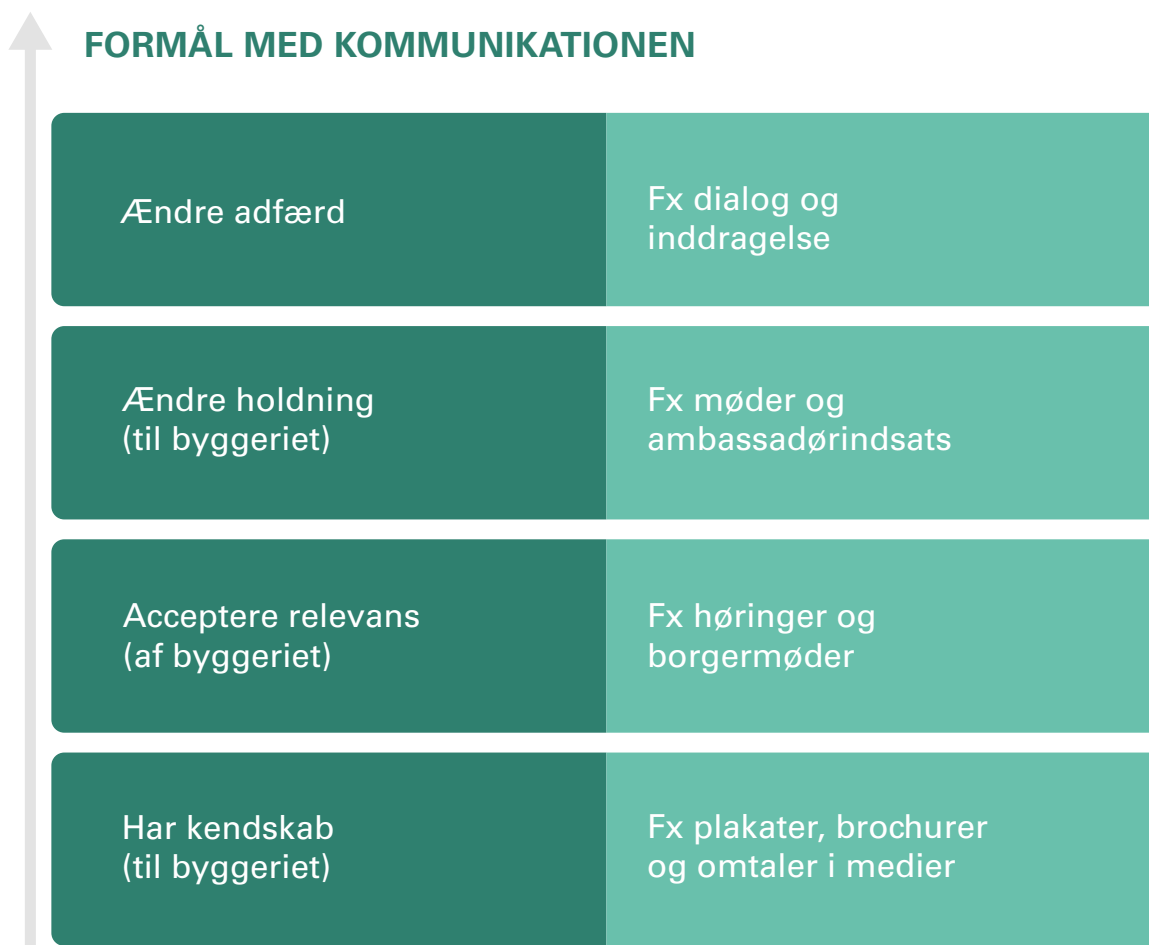 FORMÅL MED KOMMUNIKATIONEN
Ændre adfærd
Fx dialog og
inddragelse
Ændre holdning
(til byggeriet)
Fx møder og
ambassadørindsats
Acceptere relevans
(af byggeriet)
Fx høringer og
borgermøder
Har kendskab
(til byggeriet)
Fx plakater, brochurer
og omtaler i medier